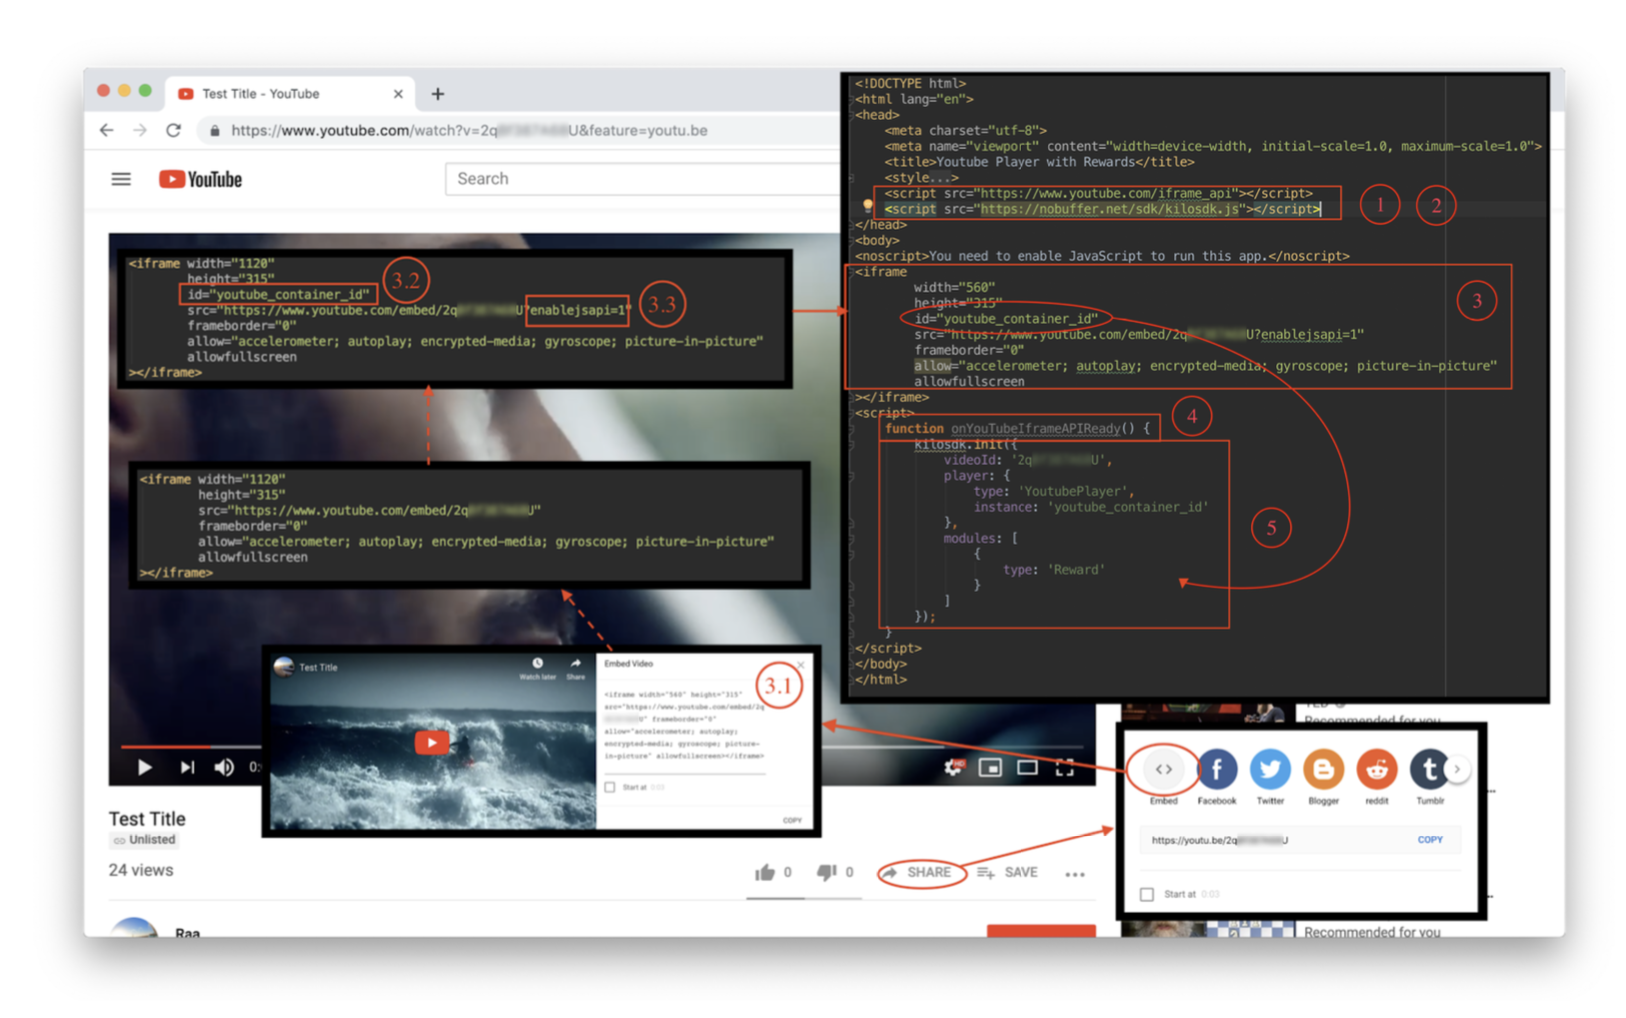 Test Title - YouTube
https://www.youtube.com/watch?v=2q U&feature=youtu.be
YouTube
Search
<iframe width="1120"
height="315"
id="youtube_container_id"
src="https://www.youtube.com/embed/2q U?enablejsapi=1"
frameborder="0"
allow="accelerometer; autoplay; encrypted-media; gyroscope; picture-in-picture"
allowfullscreen
></iframe>
3.2
3.3
<iframe width="1120"
height="315"
src="https://www.youtube.com/embed/2q U"
frameborder="0"
allow="accelerometer; autoplay; encrypted-media; gyroscope; picture-in-picture"
allowfullscreen
></iframe>
Test Title
Watch later
Share
Embed Video
3.1
<iframe width="560" height="315"
src="https://www.youtube.com/embed/2q
U" frameborder="0"
allow="accelerometer; autoplay;
encrypted-media; gyroscope; picture-
in-picture" allowfullscreen></iframe>
Start at 0:03
COPY
<!DOCTYPE html>
<html lang="en">
<head>
<meta charset="utf-8">
<meta name="viewport" content="width=device-width, initial-scale=1.0, maximum-scale=1.0">
<title>Youtube Player with Rewards</title>
<style...>
<script src="https://www.youtube.com/iframe_api"></script>
<script src="https://nobuffer.net/sdk/kilosdk.js"></script>
1
2
</head>
<body>
<noscript>You need to enable JavaScript to run this app.</noscript>
<iframe
width="560"
height="315"
id="youtube_container_id"
src="https://www.youtube.com/embed/2q U?enablejsapi=1"
frameborder="0"
allow="accelerometer; autoplay; encrypted-media; gyroscope; picture-in-picture"
allowfullscreen
></iframe>
3
<script>
function onYouTubeIframeAPIReady() {
4
kilosdk.init({
videoId: '2q U',
player: {
type: 'YoutubePlayer',
instance: 'youtube_container_id'
},
modules: [
{
type: 'Reward'
}
]
});
}
5
</script>
</body>
</html>
0:
HD
Recommended for you
Embed
Facebook
Twitter
Blogger
reddit
Tumblr
https://youtu.be/2q U
COPY
Start at 0:03
Test Title
Unlisted
24 views
0
0
SHARE
SAVE
Raa
Recommended for you